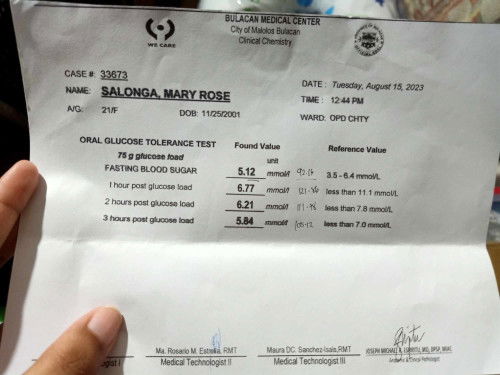 BULACAN MEDICAL CENTER
City of Malolos Bulacan
Clinical Chemistry
WE CARE
CASE #: 33673
DATE : Tuesday, August 15, 2023
NAME: SALONGA, MARY ROSE
TIME : 12:44 PM
A/G: 21/F DOB: 11/25/2001
WARD: OPD CHTY
ORAL GLUCOSE TOLERANCE TEST Found Value Reference Value
75 g glucose load unit
FASTING BLOOD SUGAR 5.12 mmol/l 3.5 - 6.4 mmol/L
1 hour post glucose load 6.77 mmol/l less than 11.1 mmol/L
2 hours post glucose load 6.21 mmol/l less than 7.8 mmol/L
3 hours post glucose load 5.84 mmol/l less than 7.0 mmol/L
Ma. Rosario M. Estrella, RMT
Maura DC. Sanchez-Isais, RMT
Medical Technologist II
Medical Technologist III